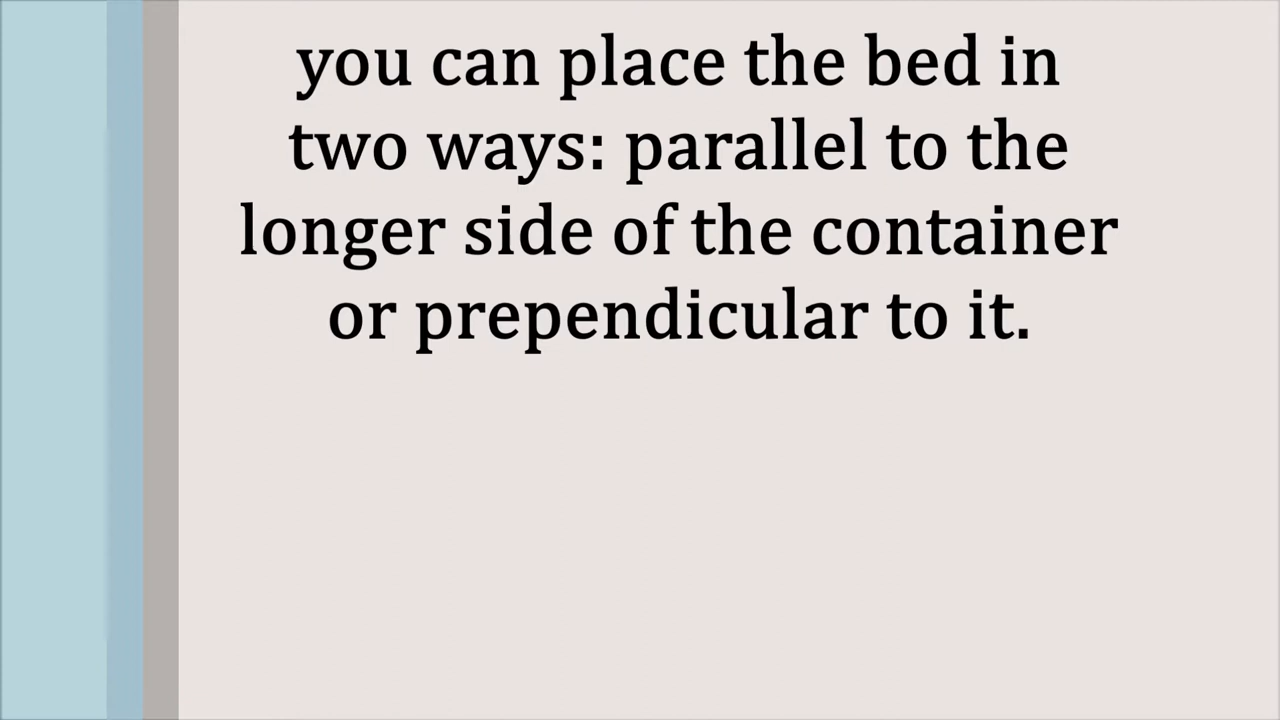 you can place the bed in
two ways: parallel to the
longer side of the container
or prependicular to it.